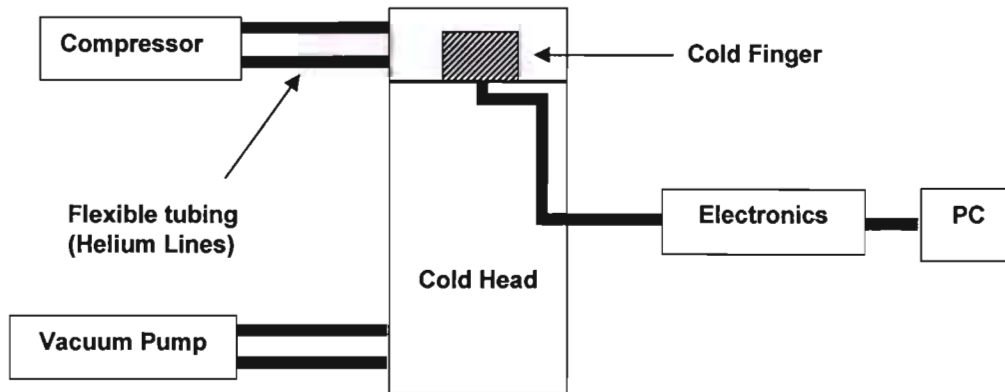 Compressor
Cold Finger
Flexible tubing
(Helium Lines)
Electronics
PC
Cold Head
Vacuum Pump